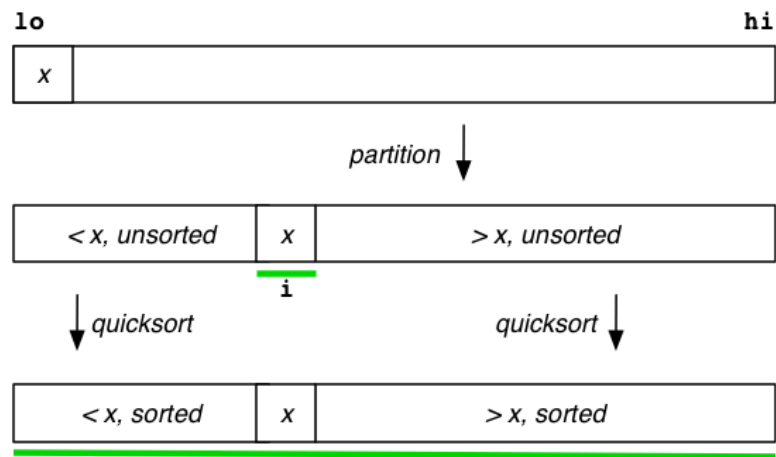 lo hi
x
partition
< x, unsorted x > x, unsorted
i
quicksort quicksort
< x, sorted x > x, sorted